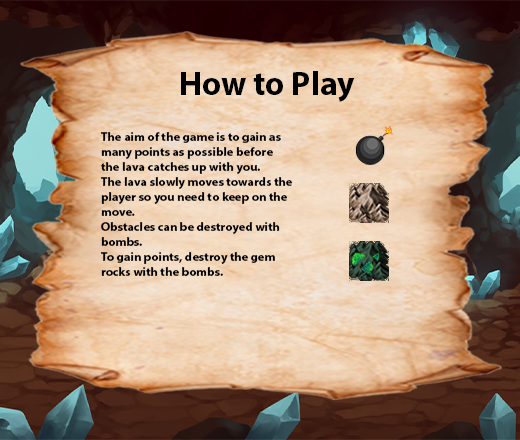 How to Play
The aim of the game is to gain as
many points as possible before
the lava catches up with you.
The lava slowly moves towards the
player so you need to keep on the
move.
Obstacles can be destroyed with
bombs.
To gain points, destroy the gem
rocks with the bombs.